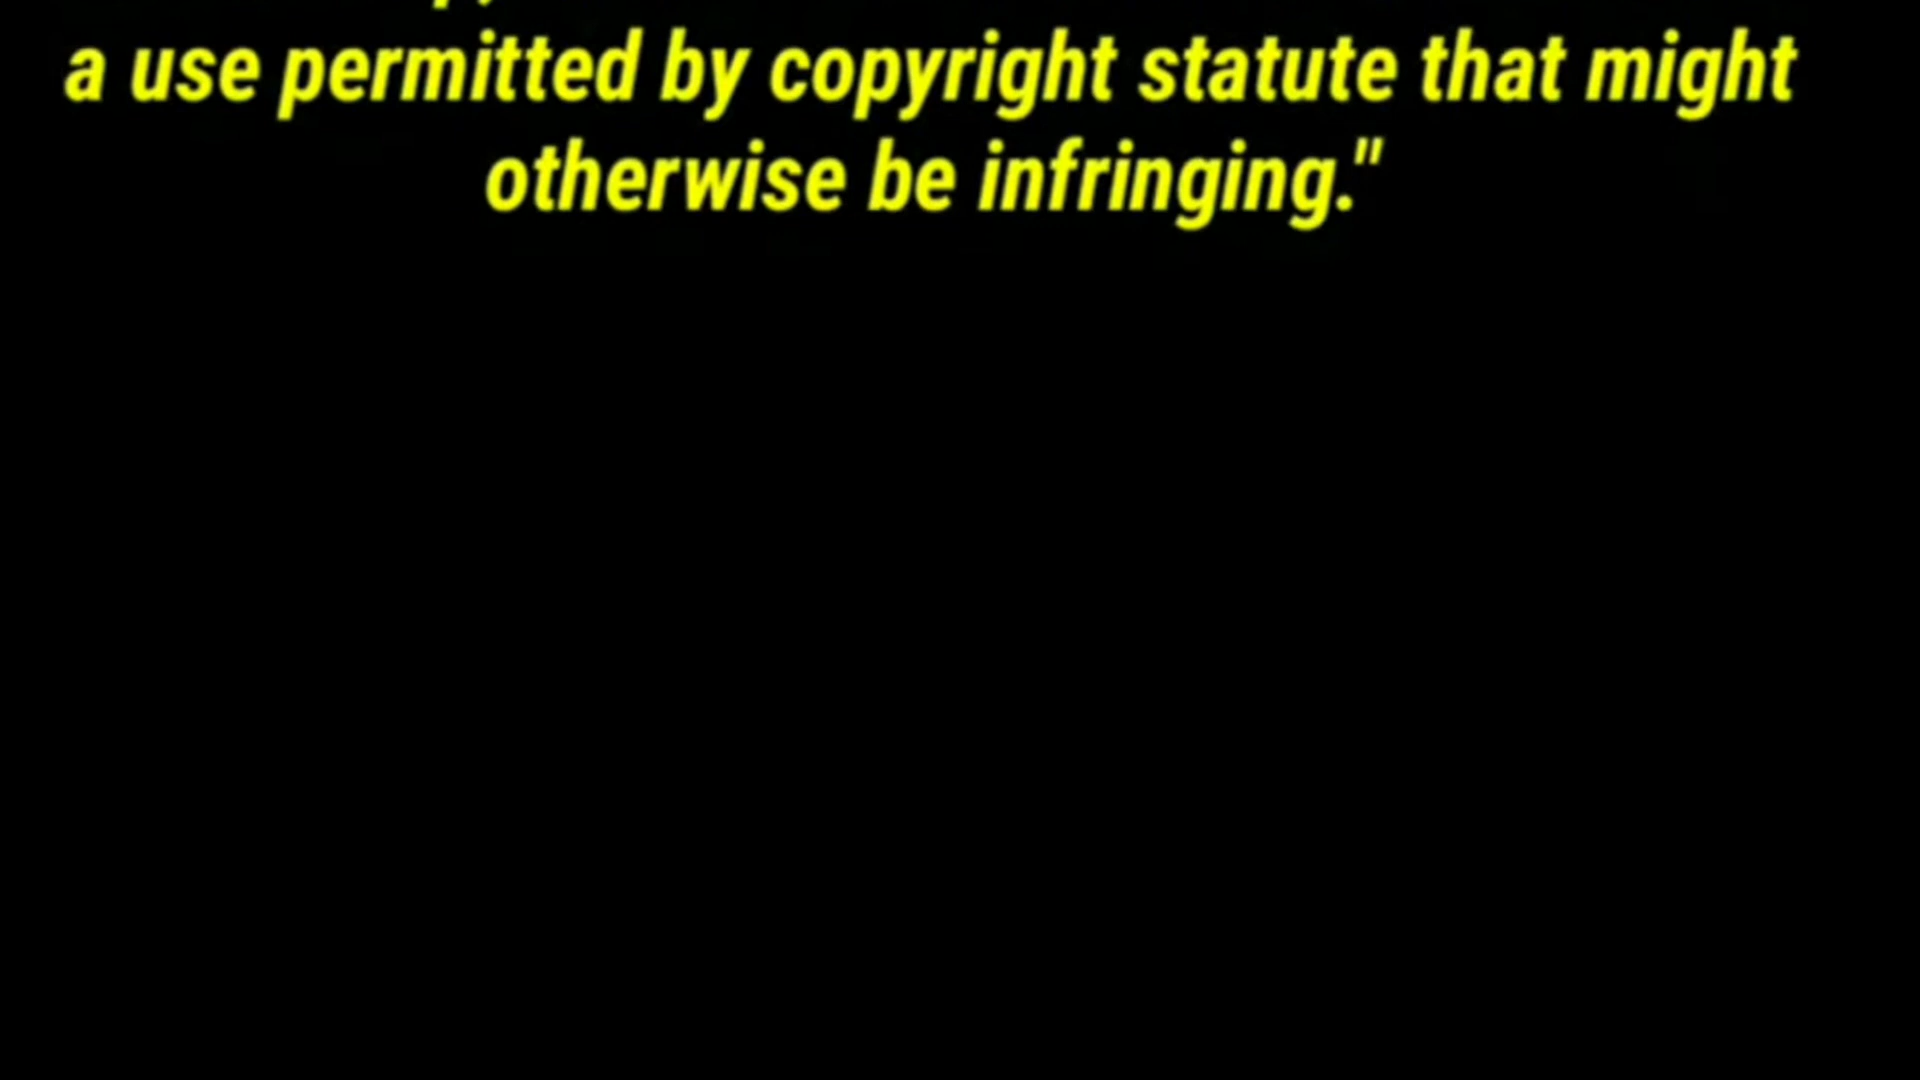 a use permitted by copyright statute that might
otherwise be infringing."